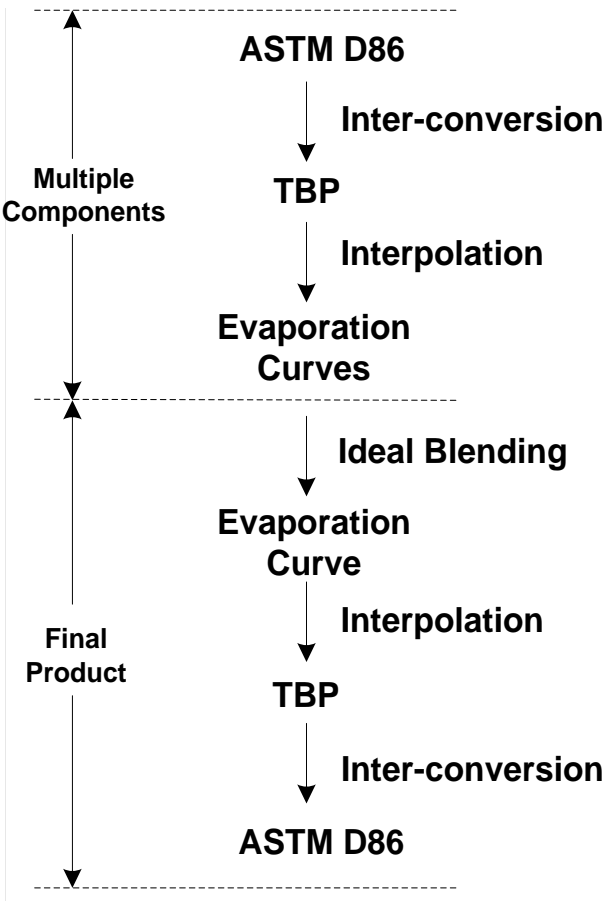 ASTM D86
Inter-conversion
Multiple
Components
TBP
Interpolation
Evaporation
Curves
Ideal Blending
Evaporation
Curve
Interpolation
Final
Product
TBP
Inter-conversion
ASTM D86